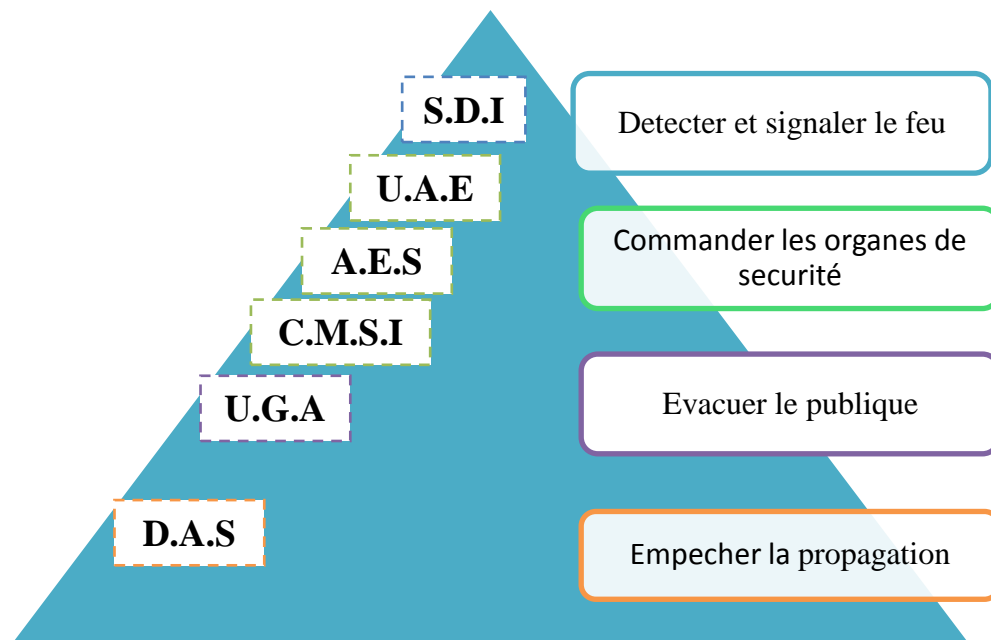 S.D.I
Detecter et signaler le feu
U.A.E
A.E.S
Commander les organes de
securité
C.M.S.I
U.G.A
Evacuer le publique
D.A.S
Empecher la propagation